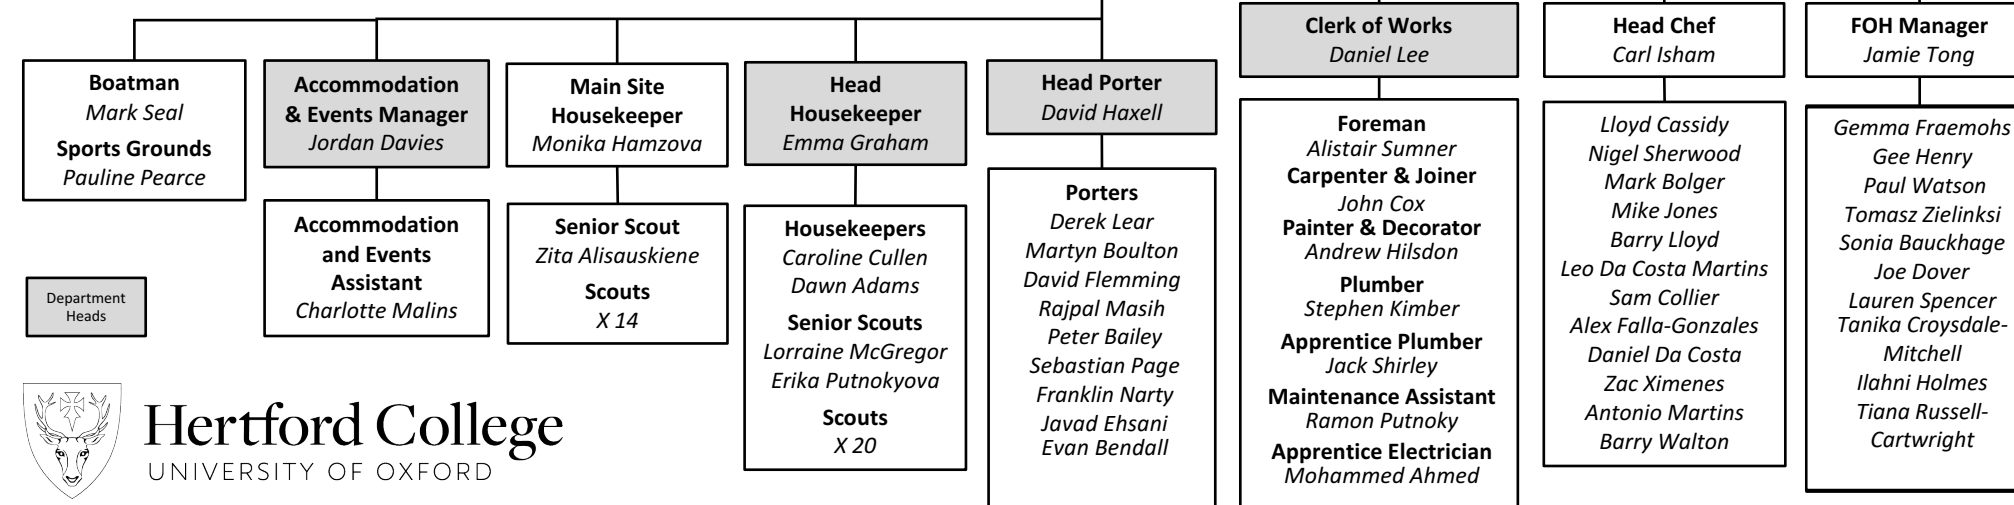 Boatman
Mark Seal
Sports Grounds
Pauline Pearce
Accommodation
& Events Manager
Jordan Davies
Accommodation
and Events
Assistant
Charlotte Malins
Main Site
Housekeeper
Monika Hamzova
Senior Scout
Zita Alisauskiene
Scouts
X 14
Head
Housekeeper
Emma Graham
Housekeepers
Caroline Cullen
Dawn Adams
Senior Scouts
Lorraine McGregor
Erika Putnokyova
Scouts
X 20
Head Porter
David Haxell
Porters
Derek Lear
Martyn Boulton
David Flemming
Rajpal Masih
Peter Bailey
Sebastian Page
Franklin Narty
Javad Ehsani
Evan Bendall
Clerk of Works
Daniel Lee
Foreman
Alistair Sumner
Carpenter & Joiner
John Cox
Painter & Decorator
Andrew Hilsdon
Plumber
Stephen Kimber
Apprentice Plumber
Jack Shirley
Maintenance Assistant
Ramon Putnoky
Apprentice Electrician
Mohammed Ahmed
Head Chef
Carl Isham
Lloyd Cassidy
Nigel Sherwood
Mark Bolger
Mike Jones
Barry Lloyd
Leo Da Costa Martins
Sam Collier
Alex Falla-Gonzales
Daniel Da Costa
Zac Ximenes
Antonio Martins
Barry Walton
FOH Manager
Jamie Tong
Gemma Fraemohs
Gee Henry
Paul Watson
Tomasz Zielinksi
Sonia Bauckhage
Joe Dover
Lauren Spencer
Tanika Croysdale-
Mitchell
Ilahni Holmes
Tiana Russell-
Cartwright
Department
Heads
Hertford College
UNIVERSITY OF OXFORD